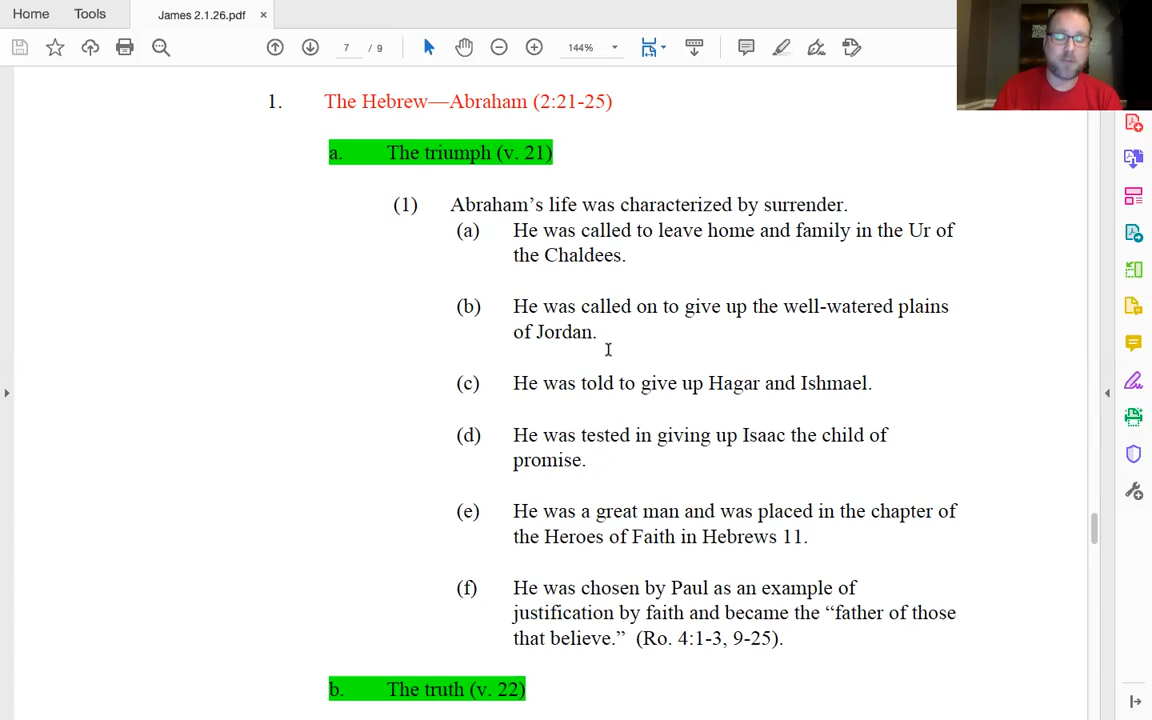 Home Tools James 2.1.26.pdf ×
7 / 9 144%
1. The Hebrew—Abraham (2:21-25)
a. The triumph (v. 21)
(1) Abraham’s life was characterized by surrender.
(a) He was called to leave home and family in the Ur of
the Chaldees.
(b) He was called on to give up the well-watered plains
of Jordan.
(c) He was told to give up Hagar and Ishmael.
(d) He was tested in giving up Isaac the child of
promise.
(e) He was a great man and was placed in the chapter of
the Heroes of Faith in Hebrews 11.
(f) He was chosen by Paul as an example of
justification by faith and became the “father of those
that believe.” (Ro. 4:1-3, 9-25).
b. The truth (v. 22)